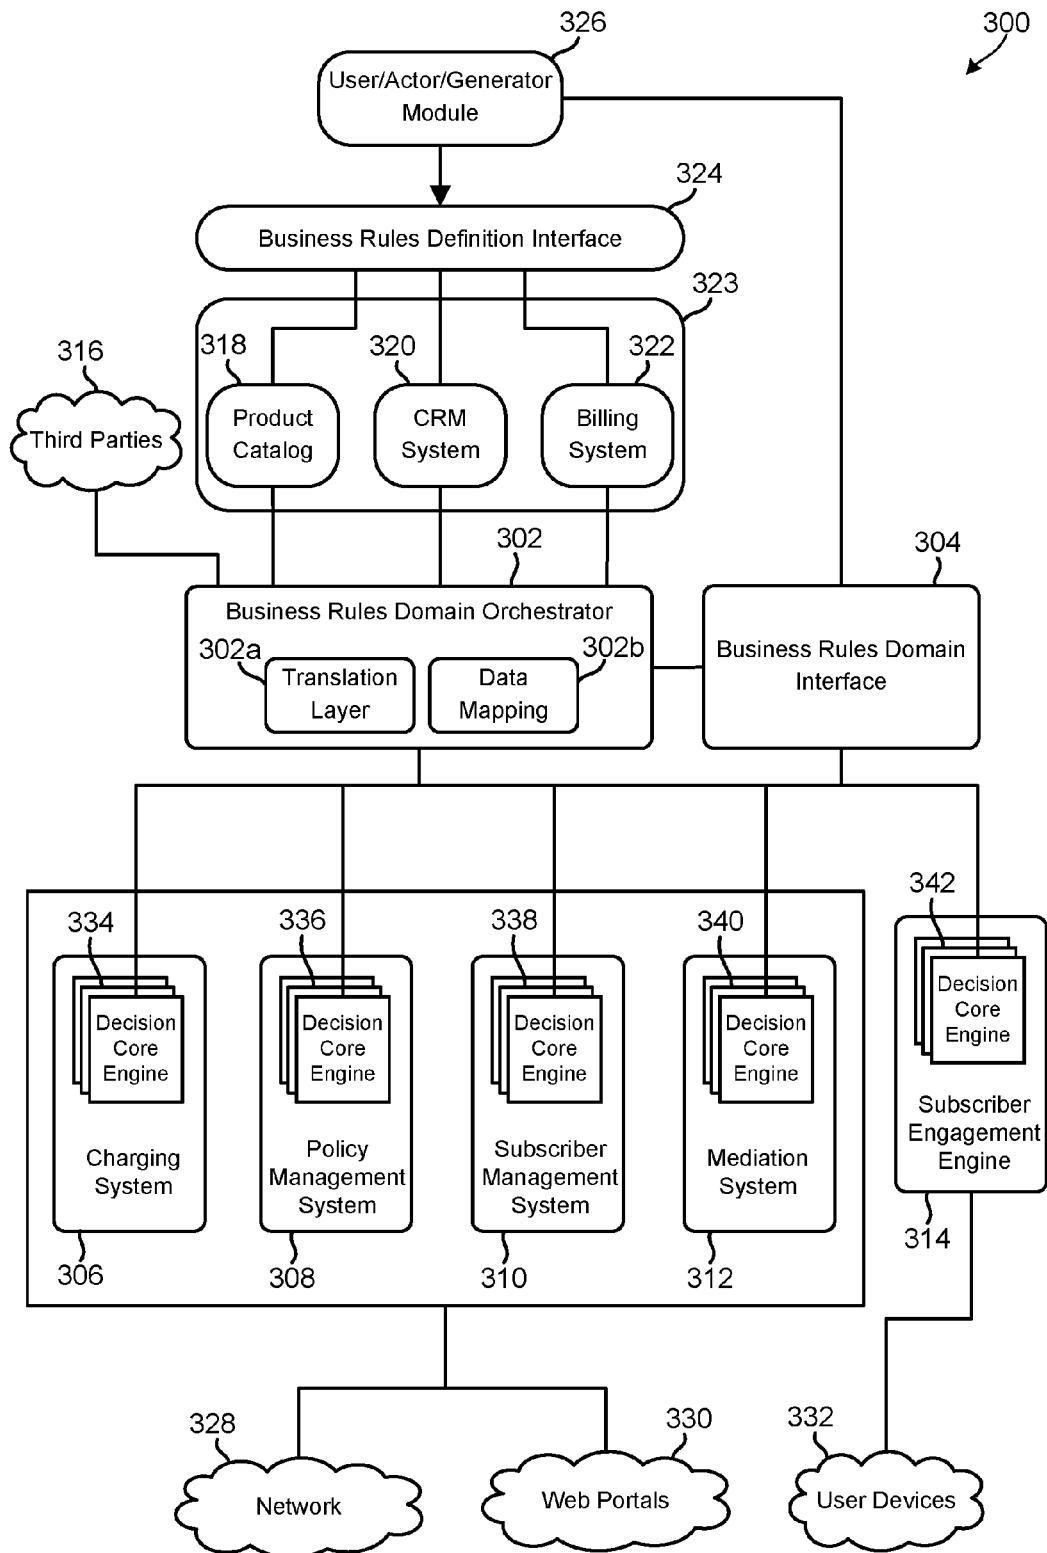 326
300
User/Actor/Generator
Module
324
Business Rules Definition Interface
323
316
318
320
322
Third Parties
Product
Catalog
CRM
System
Billing
System
302
304
Business Rules Domain Orchestrator
302a
302b
Translation
Layer
Data
Mapping
Business Rules Domain
Interface
334
336
338
340
342
Decision
Core
Engine
Decision
Core
Engine
Decision
Core
Engine
Decision
Core
Engine
Decision
Core
Engine
Charging
System
Policy
Management
System
Subscriber
Management
System
Mediation
System
Subscriber
Engagement
Engine
306
308
310
312
314
328
330
332
Network
Web Portals
User Devices